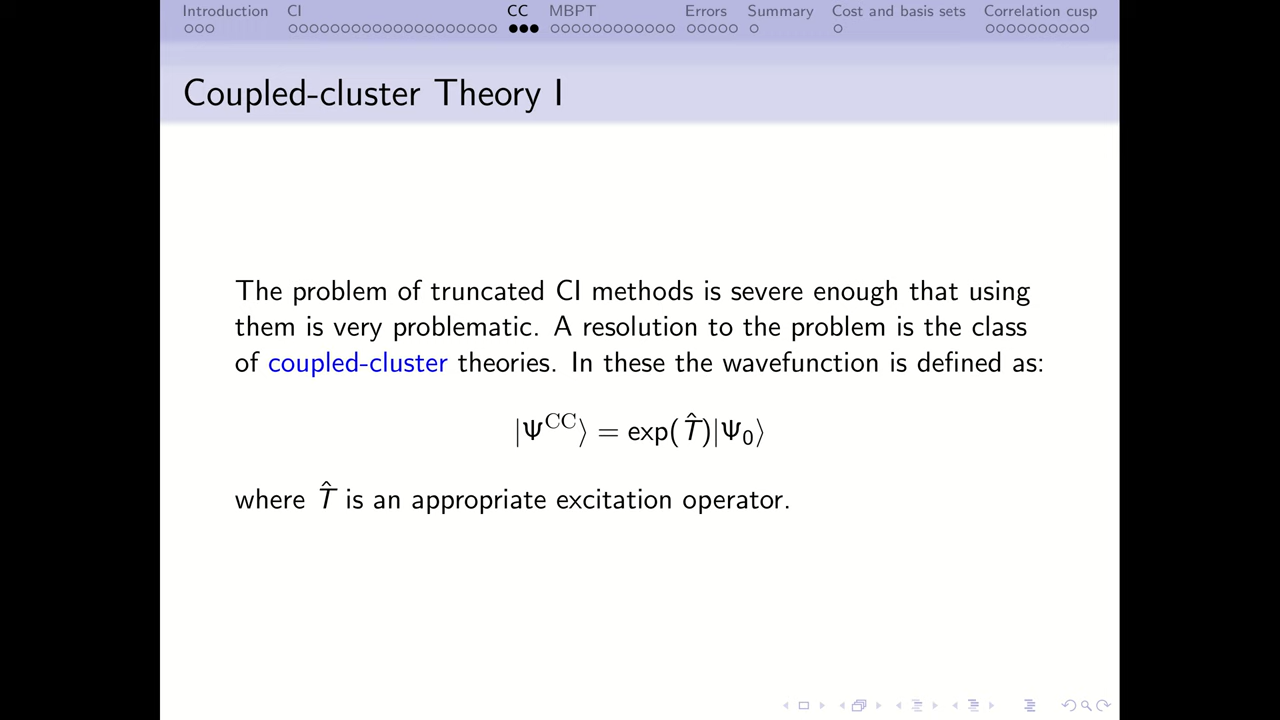 Introduction CI CC MBPT Errors Summary Cost and basis sets Correlation cusp
Coupled-cluster Theory I
The problem of truncated CI methods is severe enough that using
them is very problematic. A resolution to the problem is the class
of coupled-cluster theories. In these the wavefunction is defined as:
|Ψ^CC⟩ = exp(T̂)|Ψ₀⟩
where T̂ is an appropriate excitation operator.